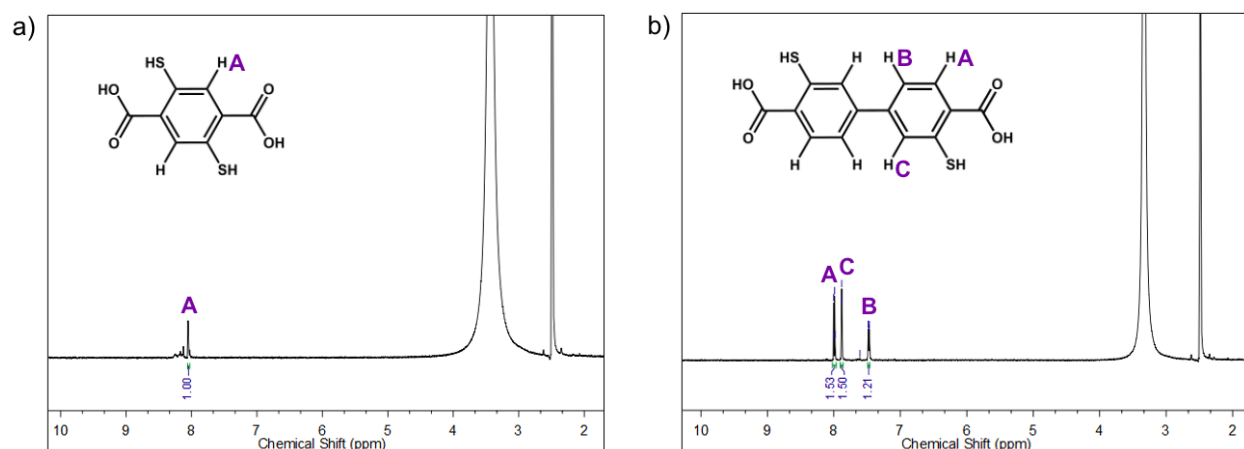 a)
HS
H A
HO
O
O
OH
H
SH
A
1.00
10 9 8 7 6 5 4 3 2
Chemical Shift (ppm)
b)
HS
H
H B
H A
HO
O
O
OH
H
H
H C
SH
A
C
B
1.53
1.50
1.21
10 9 8 7 6 5 4 3 2
Chemical Shift (ppm)